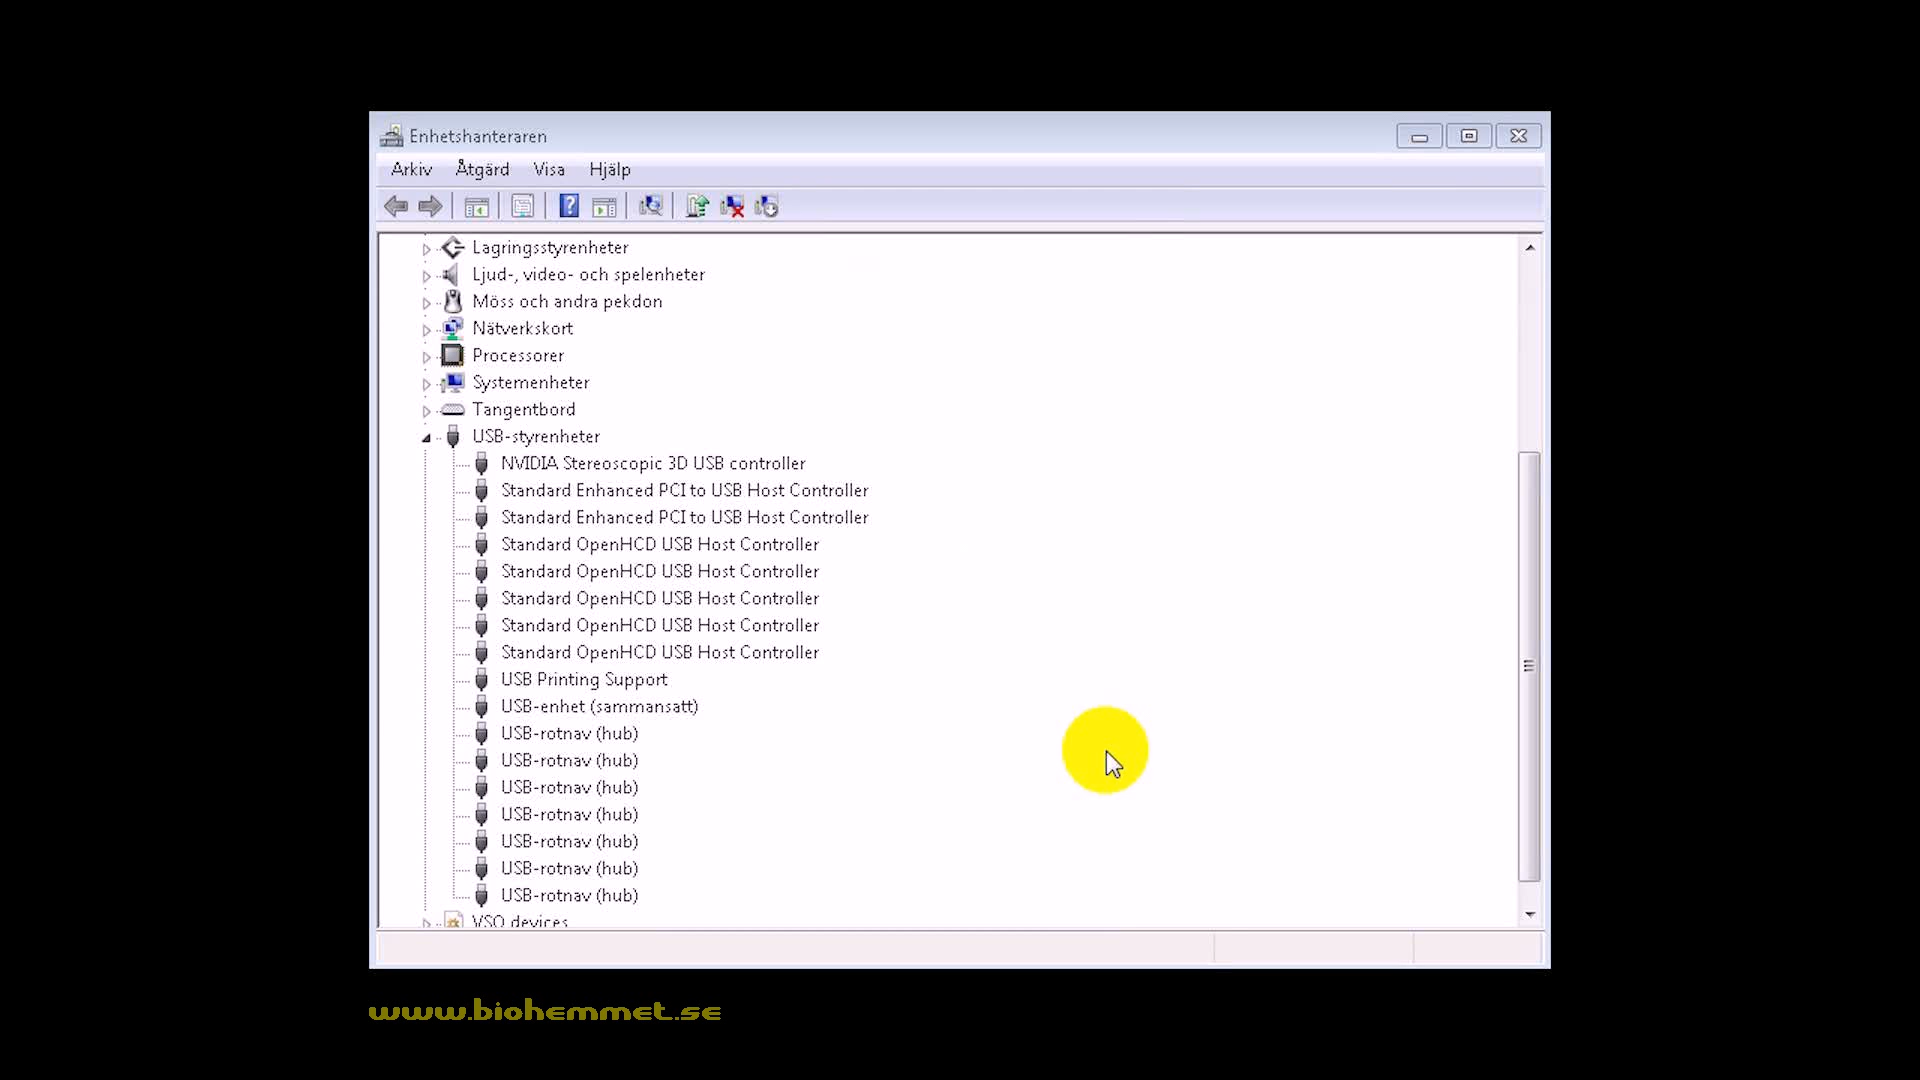 Enhetshanteraren
Arkiv Åtgärd Visa Hjälp
Lagringsstyrenheter
Ljud-, video- och spelenheter
Möss och andra pekdon
Nätverkskort
Processorer
Systemenheter
Tangentbord
USB-styrenheter
NVIDIA Stereoscopic 3D USB controller
Standard Enhanced PCI to USB Host Controller
Standard Enhanced PCI to USB Host Controller
Standard OpenHCD USB Host Controller
Standard OpenHCD USB Host Controller
Standard OpenHCD USB Host Controller
Standard OpenHCD USB Host Controller
Standard OpenHCD USB Host Controller
USB Printing Support
USB-enhet (sammansatt)
USB-rotnav (hub)
USB-rotnav (hub)
USB-rotnav (hub)
USB-rotnav (hub)
USB-rotnav (hub)
USB-rotnav (hub)
USB-rotnav (hub)
VSO devices
www.biohemmet.se